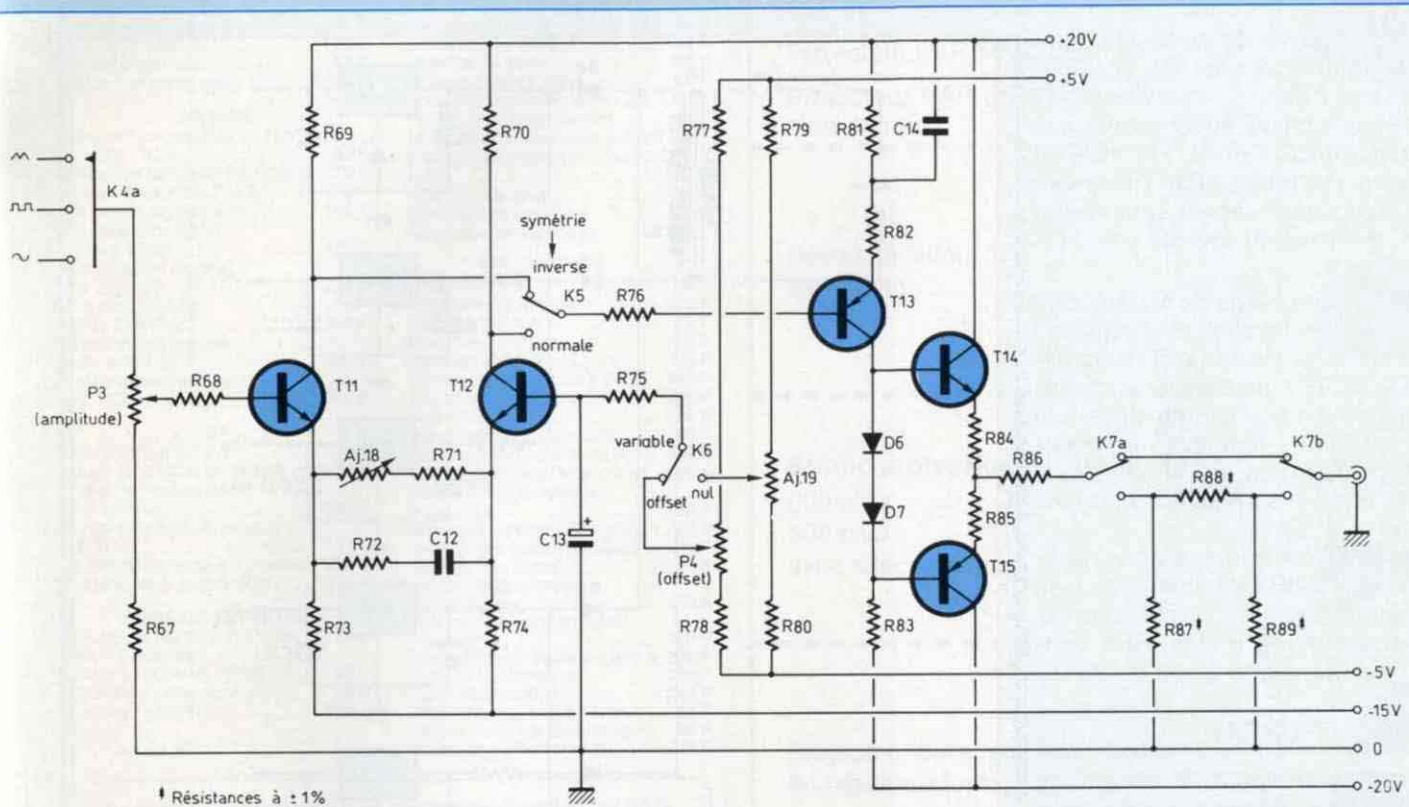 +20V
+5V
R69
R70
R77
R79
R81
C14
K4a
symétrie
inverse
K5
R76
normale
R82
T13
P3
(amplitude)
R68
T11
T12
R75
T14
variable
K6
nul
offset
Aj.18
R71
Aj.19
D6
R84
R86
K7a
K7b
R88*
R72
C12
C13
+
P4
(offset)
D7
R85
T15
R67
R73
R74
R78
R80
R83
R87*
R89*
-5V
-15V
0
-20V
* Résistances à ± 1%